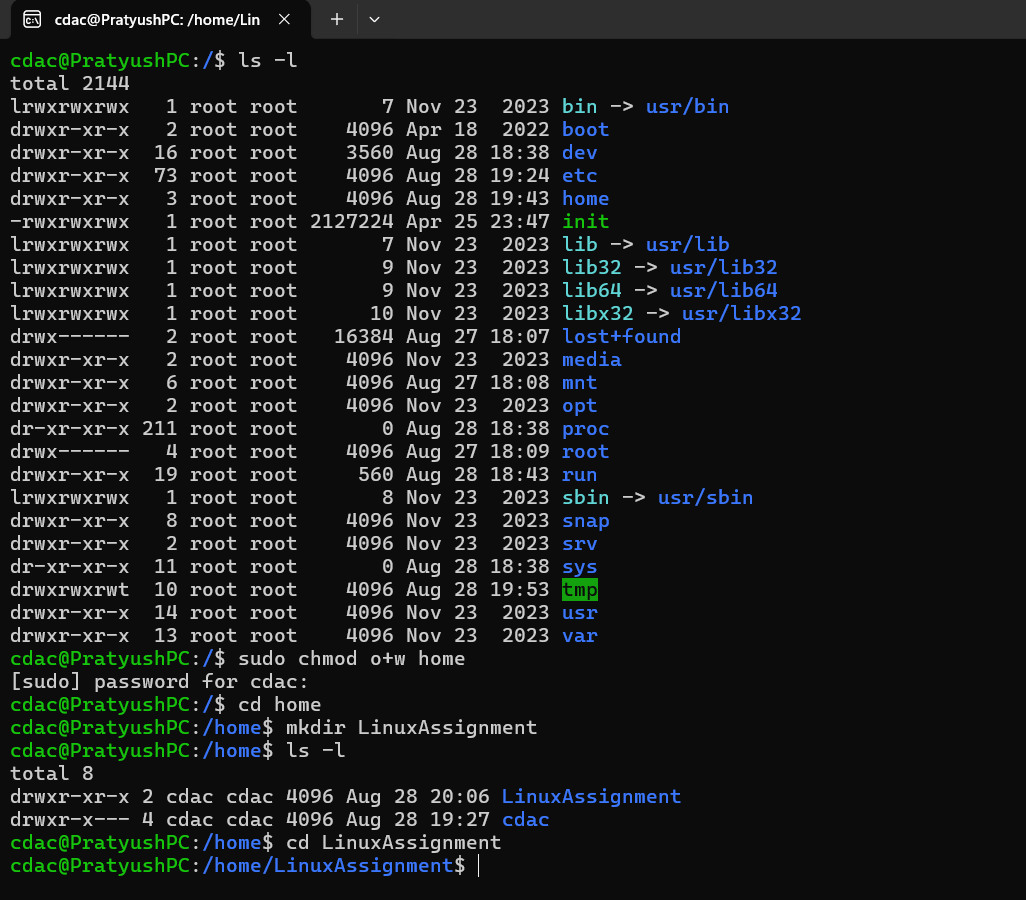 cdac@PratyushPC: /home/Lin
cdac@PratyushPC:/$ ls -l
total 2144
lrwxrwxrwx   1 root root       7 Nov 23  2023 bin -> usr/bin
drwxr-xr-x   2 root root    4096 Apr 18  2022 boot
drwxr-xr-x  16 root root    3560 Aug 28 18:38 dev
drwxr-xr-x  73 root root    4096 Aug 28 19:24 etc
drwxr-xr-x   3 root root    4096 Aug 28 19:43 home
-rwxrwxrwx   1 root root 2127224 Apr 25 23:47 init
lrwxrwxrwx   1 root root       7 Nov 23  2023 lib -> usr/lib
lrwxrwxrwx   1 root root       9 Nov 23  2023 lib32 -> usr/lib32
lrwxrwxrwx   1 root root       9 Nov 23  2023 lib64 -> usr/lib64
lrwxrwxrwx   1 root root      10 Nov 23  2023 libx32 -> usr/libx32
drwx------   2 root root   16384 Aug 27 18:07 lost+found
drwxr-xr-x   2 root root    4096 Nov 23  2023 media
drwxr-xr-x   6 root root    4096 Aug 27 18:08 mnt
drwxr-xr-x   2 root root    4096 Nov 23  2023 opt
dr-xr-xr-x 211 root root       0 Aug 28 18:38 proc
drwx------   4 root root    4096 Aug 27 18:09 root
drwxr-xr-x  19 root root     560 Aug 28 18:43 run
lrwxrwxrwx   1 root root       8 Nov 23  2023 sbin -> usr/sbin
drwxr-xr-x   8 root root    4096 Nov 23  2023 snap
drwxr-xr-x   2 root root    4096 Nov 23  2023 srv
dr-xr-xr-x  11 root root       0 Aug 28 18:38 sys
drwxrwxrwt  10 root root    4096 Aug 28 19:53 tmp
drwxr-xr-x  14 root root    4096 Nov 23  2023 usr
drwxr-xr-x  13 root root    4096 Nov 23  2023 var
cdac@PratyushPC:/$ sudo chmod o+w home
[sudo] password for cdac:
cdac@PratyushPC:/$ cd home
cdac@PratyushPC:/home$ mkdir LinuxAssignment
cdac@PratyushPC:/home$ ls -l
total 8
drwxr-xr-x 2 cdac cdac 4096 Aug 28 20:06 LinuxAssignment
drwxr-x--- 4 cdac cdac 4096 Aug 28 19:27 cdac
cdac@PratyushPC:/home$ cd LinuxAssignment
cdac@PratyushPC:/home/LinuxAssignment$